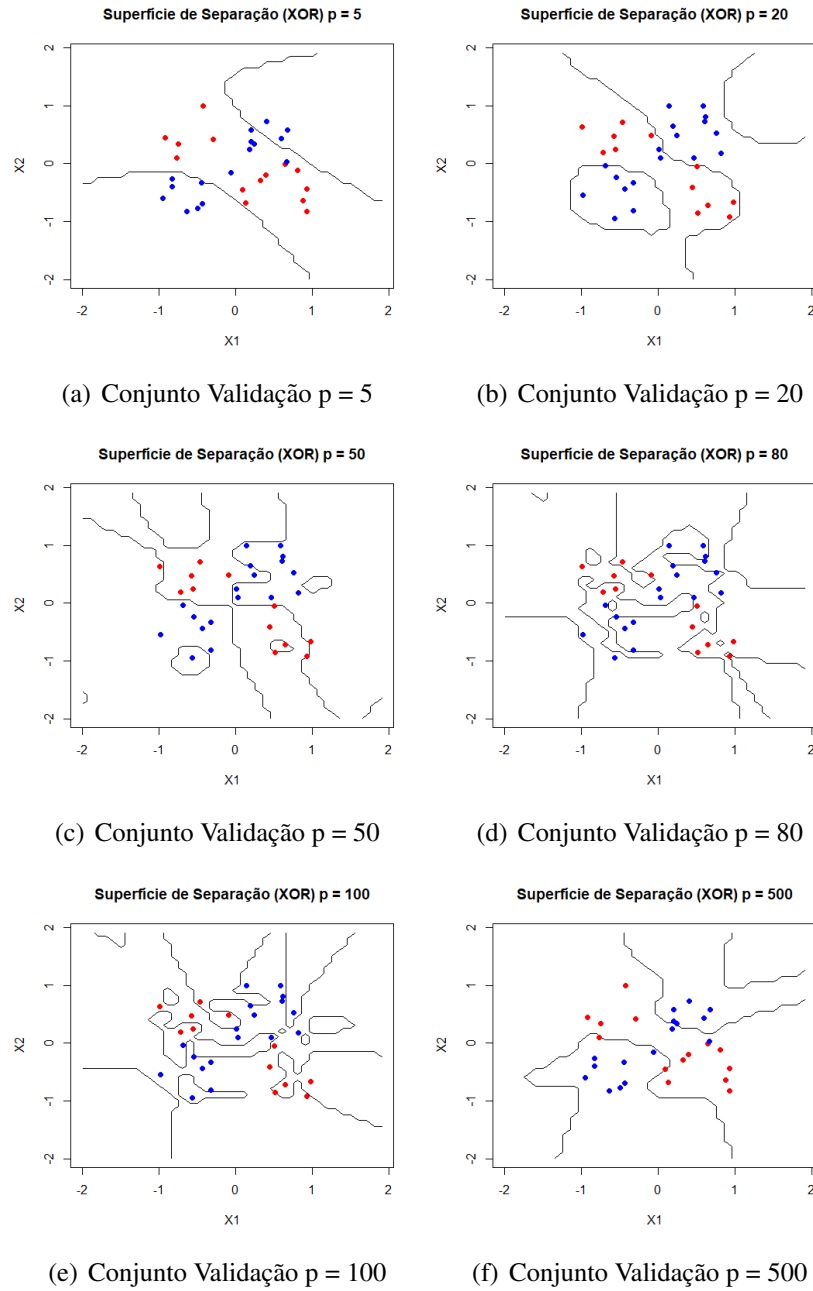 Superfície de Separação (XOR) p = 5
X2
2
1
0
-1
-2
-2 -1 0 1 2
X1
(a) Conjunto Validação p = 5
Superfície de Separação (XOR) p = 20
X2
2
1
0
-1
-2
-2 -1 0 1 2
X1
(b) Conjunto Validação p = 20
Superfície de Separação (XOR) p = 50
X2
2
1
0
-1
-2
-2 -1 0 1 2
X1
(c) Conjunto Validação p = 50
Superfície de Separação (XOR) p = 80
X2
2
1
0
-1
-2
-2 -1 0 1 2
X1
(d) Conjunto Validação p = 80
Superfície de Separação (XOR) p = 100
X2
2
1
0
-1
-2
-2 -1 0 1 2
X1
(e) Conjunto Validação p = 100
Superfície de Separação (XOR) p = 500
X2
2
1
0
-1
-2
-2 -1 0 1 2
X1
(f) Conjunto Validação p = 500